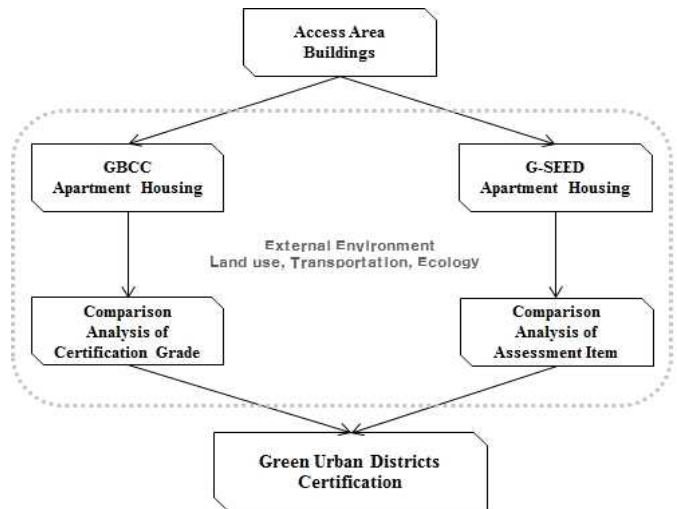 Access Area
Buildings
GBCC
Apartment Housing
G-SEED
Apartment Housing
External Environment
Land use, Transportation, Ecology
Comparison
Analysis of
Certification Grade
Comparison
Analysis of
Assessment Item
Green Urban Districts
Certification